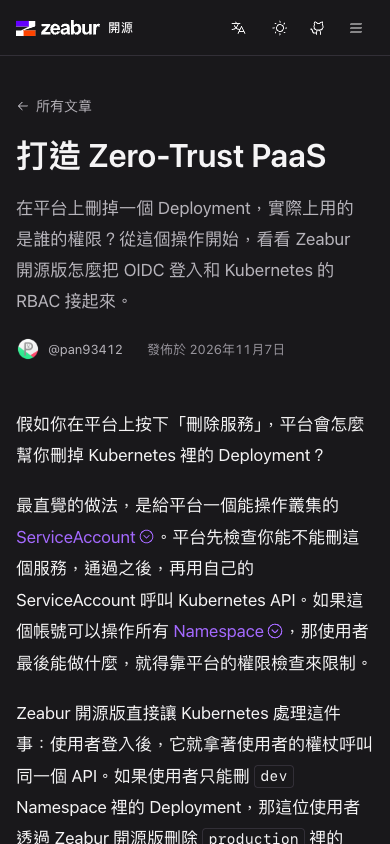 zeabur 開源
← 所有文章
打造 Zero-Trust PaaS
在平台上刪掉一個 Deployment，實際上用的
是誰的權限？從這個操作開始，看看 Zeabur
開源版怎麼把 OIDC 登入和 Kubernetes 的
RBAC 接起來。
@pan93412 發佈於 2026年11月7日
假如你在平台上按下「刪除服務」，平台會怎麼
幫你刪掉 Kubernetes 裡的 Deployment？
最直覺的做法，是給平台一個能操作叢集的
ServiceAccount。平台先檢查你能不能刪這
個服務，通過之後，再用自己的
ServiceAccount 呼叫 Kubernetes API。如果這
個帳號可以操作所有 Namespace，那使用者
最後能做什麼，就得靠平台的權限檢查來限制。
Zeabur 開源版直接讓 Kubernetes 處理這件
事：使用者登入後，它就拿著使用者的權杖呼叫
同一個 API。如果使用者只能刪 dev
Namespace 裡的 Deployment，那這位使用者
透過 Zeabur 開源版刪除 production 裡的